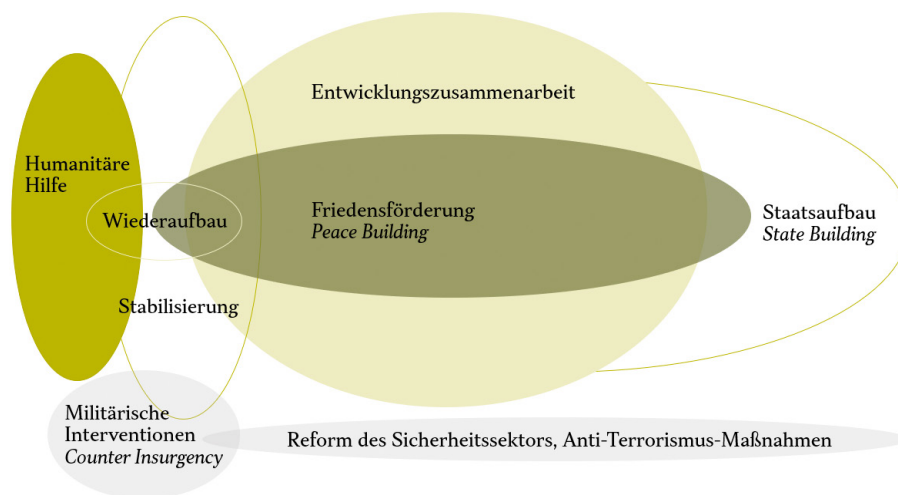 Entwicklungszusammenarbeit
Humanitäre
Hilfe
Wiederaufbau
Friedensförderung
Peace Building
Staatsaufbau
State Building
Stabilisierung
Militärische
Interventionen
Counter Insurgency
Reform des Sicherheitssektors, Anti-Terrorismus-Maßnahmen